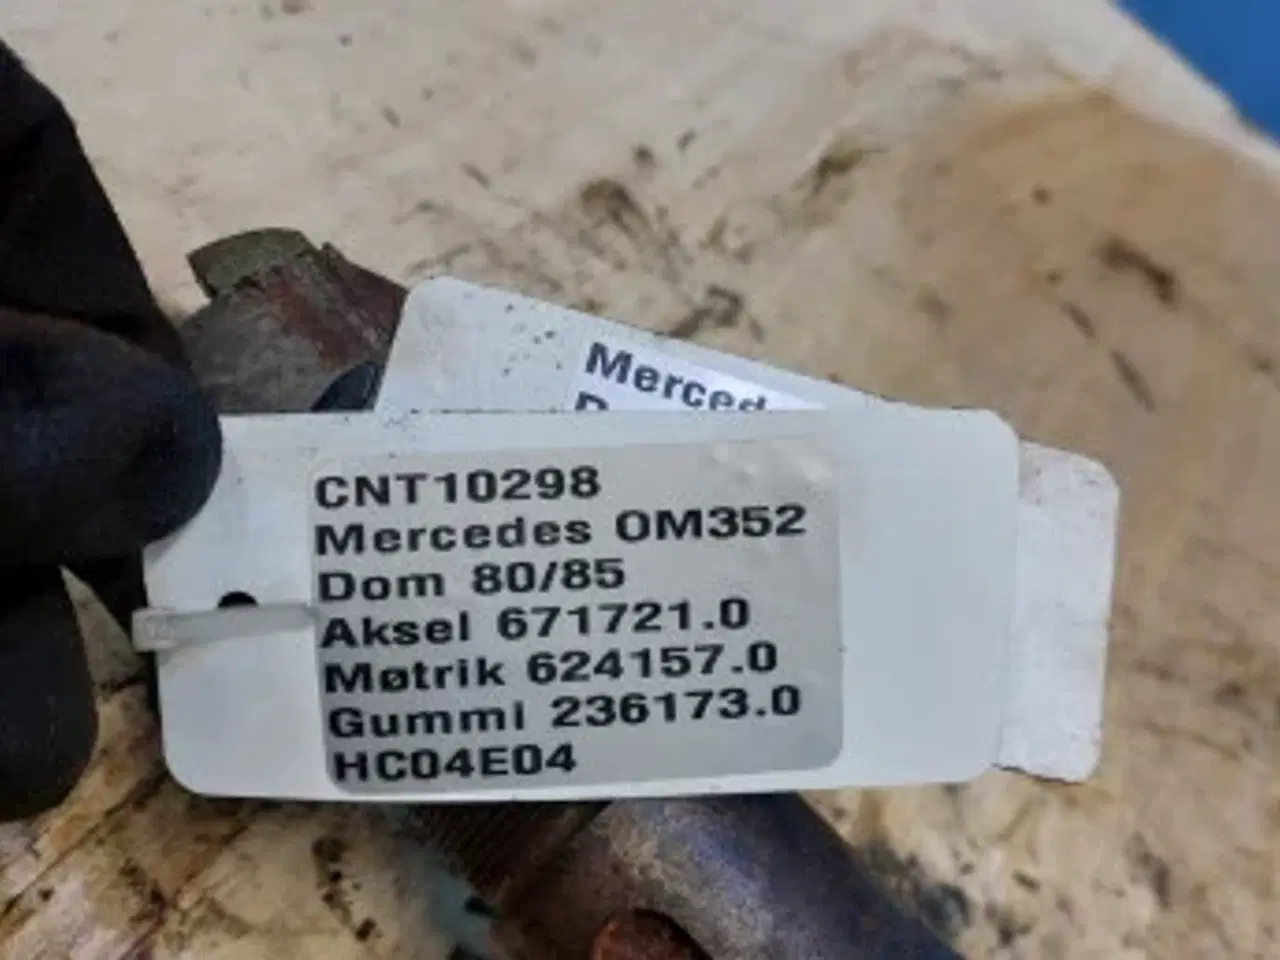 Merced
CNT10298
Mercedes OM352
Dom 80/85
Aksel 671721.0
Møtrik 624157.0
Gummi 236173.0
HC04E04